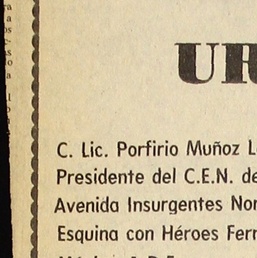 UR
C. Lic. Porfirio Muñoz L
Presidente del C.E.N. de
Avenida Insurgentes Nor
Esquina con Héroes Ferr